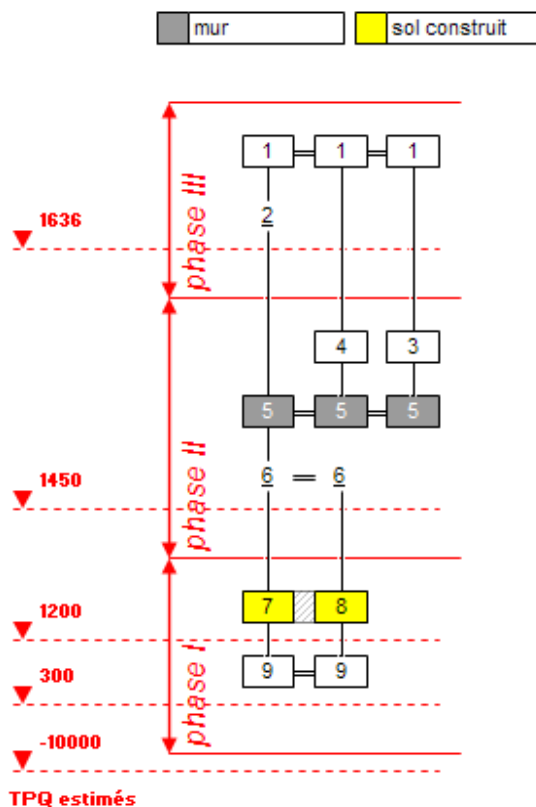 mur sol construit
1 1 1
phase III
2
1636
4 3
5 5 5
phase II
6 = 6
1450
7 8
1200
phase I
9 9
300
-10000
TPQ estimés